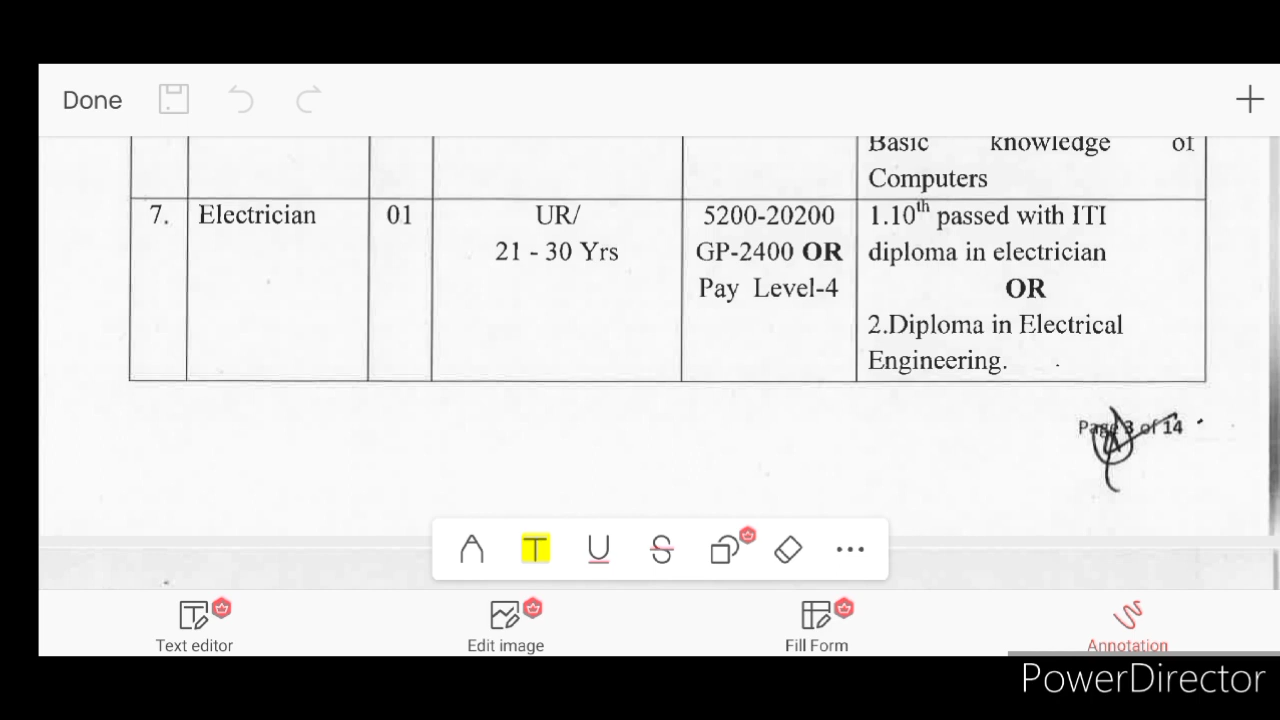 Done
Basic knowledge of
Computers
7. Electrician 01 UR/ 5200-20200 1.10th passed with ITI
21 - 30 Yrs GP-2400 OR diploma in electrician
Pay Level-4 OR
2.Diploma in Electrical
Engineering.
Page 3 of 14
Text editor Edit image Fill Form Annotation
PowerDirector